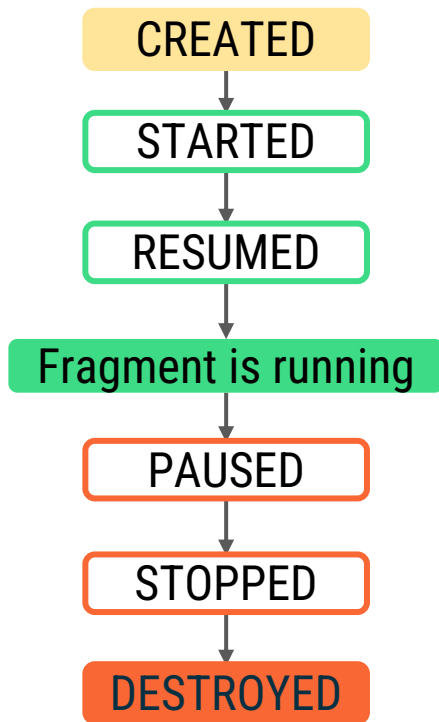 CREATED
STARTED
RESUMED
Fragment is running
PAUSED
STOPPED
DESTROYED